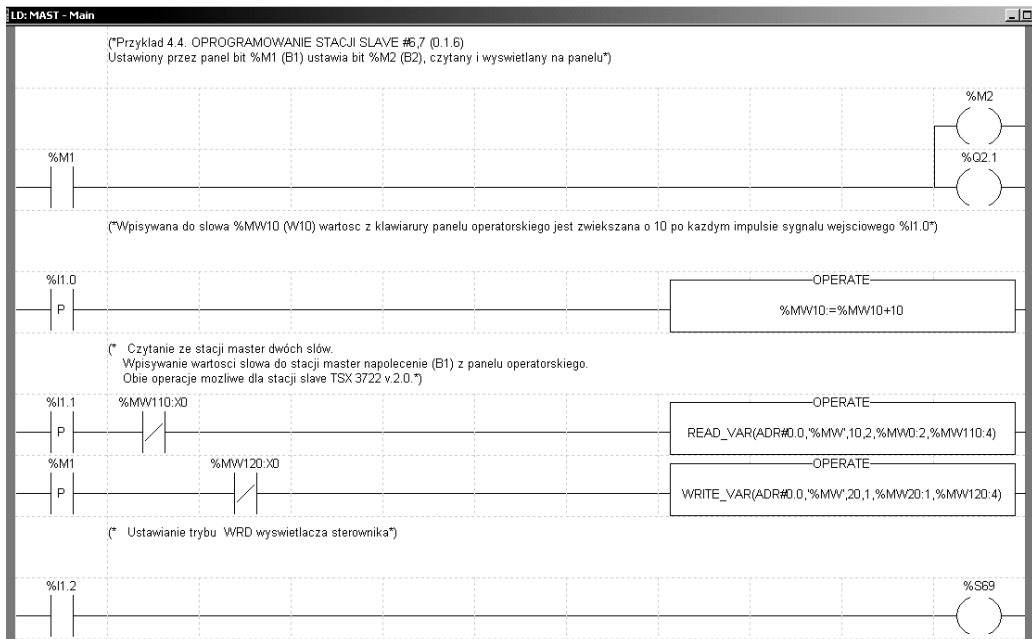 LD: MAST - Main
(*Przyklad 4.4. OPROGRAMOWANIE STACJI SLAVE #6,7 (0.1.6)
Ustawiony przez panel bit %M1 (B1) ustawia bit %M2 (B2), czytany i wyswietlany na panelu*)
%M2
%M1
%Q2.1
(*Wpisywana do slowa %MW10 (W10) wartosc z klawiarury panelu operatorskiego jest zwiekszana o 10 po kazdym impulsie sygnalu wejsciowego %I1.0*)
%I1.0
OPERATE
P
%MW10:=%MW10+10
(* Czytanie ze stacji master dwóch slów.
Wpisywanie wartosci slowa do stacji master napolecenie (B1) z panelu operatorskiego.
Obie operacje mozliwe dla stacji slave TSX 3722 v.2.0.*)
%I1.1 %MW110:X0
OPERATE
P
READ_VAR(ADR#0.0,'%MW',10,2,%MW0:2,%MW110:4)
%M1 %MW120:X0
OPERATE
P
WRITE_VAR(ADR#0.0,'%MW',20,1,%MW20:1,%MW120:4)
(* Ustawianie trybu WRD wyswietlacza sterownika*)
%I1.2
%S69